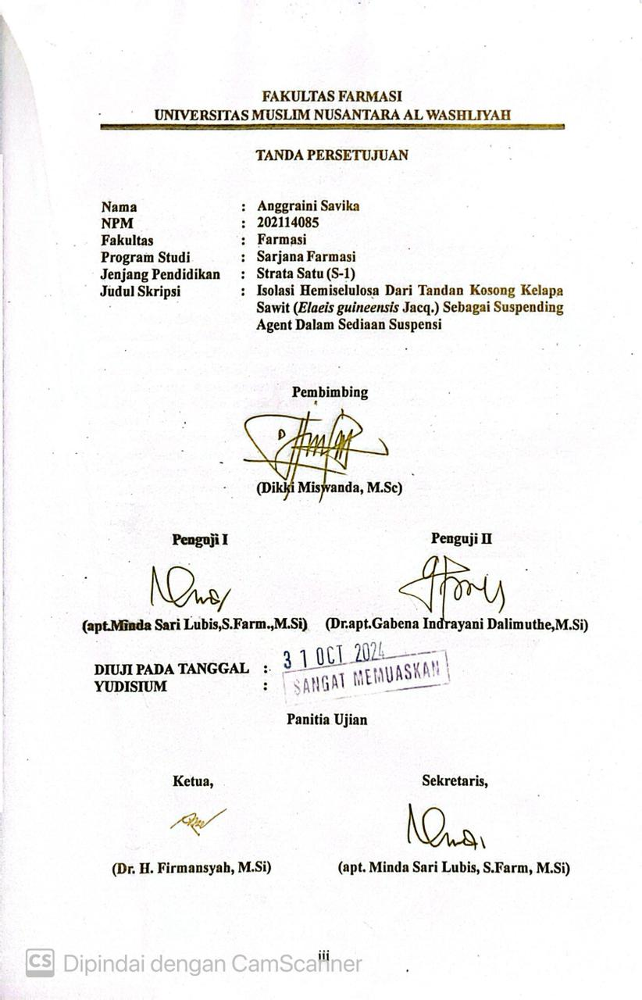 FAKULTAS FARMASI
UNIVERSITAS MUSLIM NUSANTARA AL WASHLIYAH
TANDA PERSETUJUAN
Nama : Anggraini Savika
NPM : 202114085
Fakultas : Farmasi
Program Studi : Sarjana Farmasi
Jenjang Pendidikan : Strata Satu (S-1)
Judul Skripsi : Isolasi Hemiselulosa Dari Tandan Kosong Kelapa
Sawit (Elaeis guineensis Jacq.) Sebagai Suspending
Agent Dalam Sediaan Suspensi
Pembimbing
(Dikki Miswanda, M.Sc)
Penguji I Penguji II
(apt.Minda Sari Lubis,S.Farm.,M.Si) (Dr.apt.Gabena Indrayani Dalimuthe,M.Si)
DIUJI PADA TANGGAL : 31 OCT 2024
YUDISIUM : SANGAT MEMUASKAN
Panitia Ujian
Ketua, Sekretaris,
(Dr. H. Firmansyah, M.Si) (apt. Minda Sari Lubis, S.Farm, M.Si)
iii
CS Dipindai dengan CamScanner